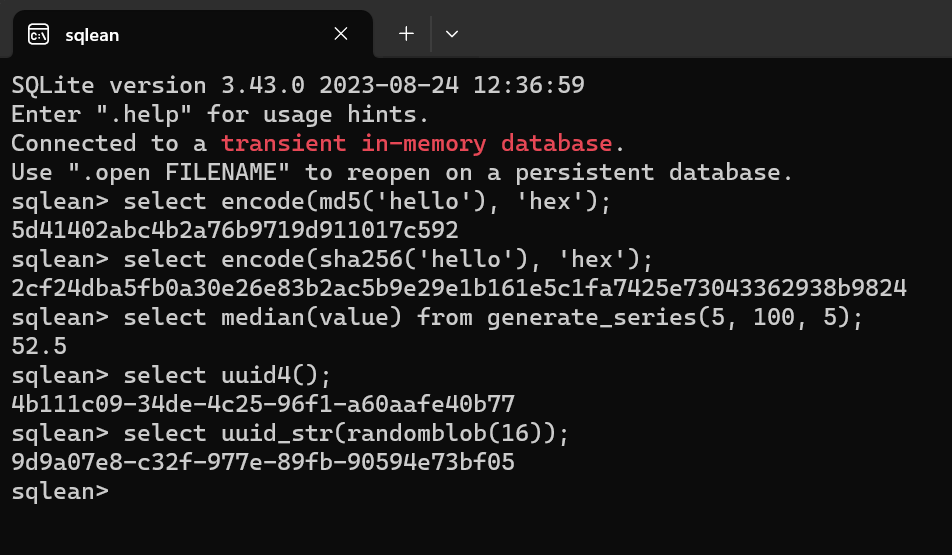 sqlean
SQLite version 3.43.0 2023-08-24 12:36:59
Enter ".help" for usage hints.
Connected to a transient in-memory database.
Use ".open FILENAME" to reopen on a persistent database.
sqlean> select encode(md5('hello'), 'hex');
5d41402abc4b2a76b9719d911017c592
sqlean> select encode(sha256('hello'), 'hex');
2cf24dba5fb0a30e26e83b2ac5b9e29e1b161e5c1fa7425e73043362938b9824
sqlean> select median(value) from generate_series(5, 100, 5);
52.5
sqlean> select uuid4();
4b111c09-34de-4c25-96f1-a60aafe40b77
sqlean> select uuid_str(randomblob(16));
9d9a07e8-c32f-977e-89fb-90594e73bf05
sqlean>